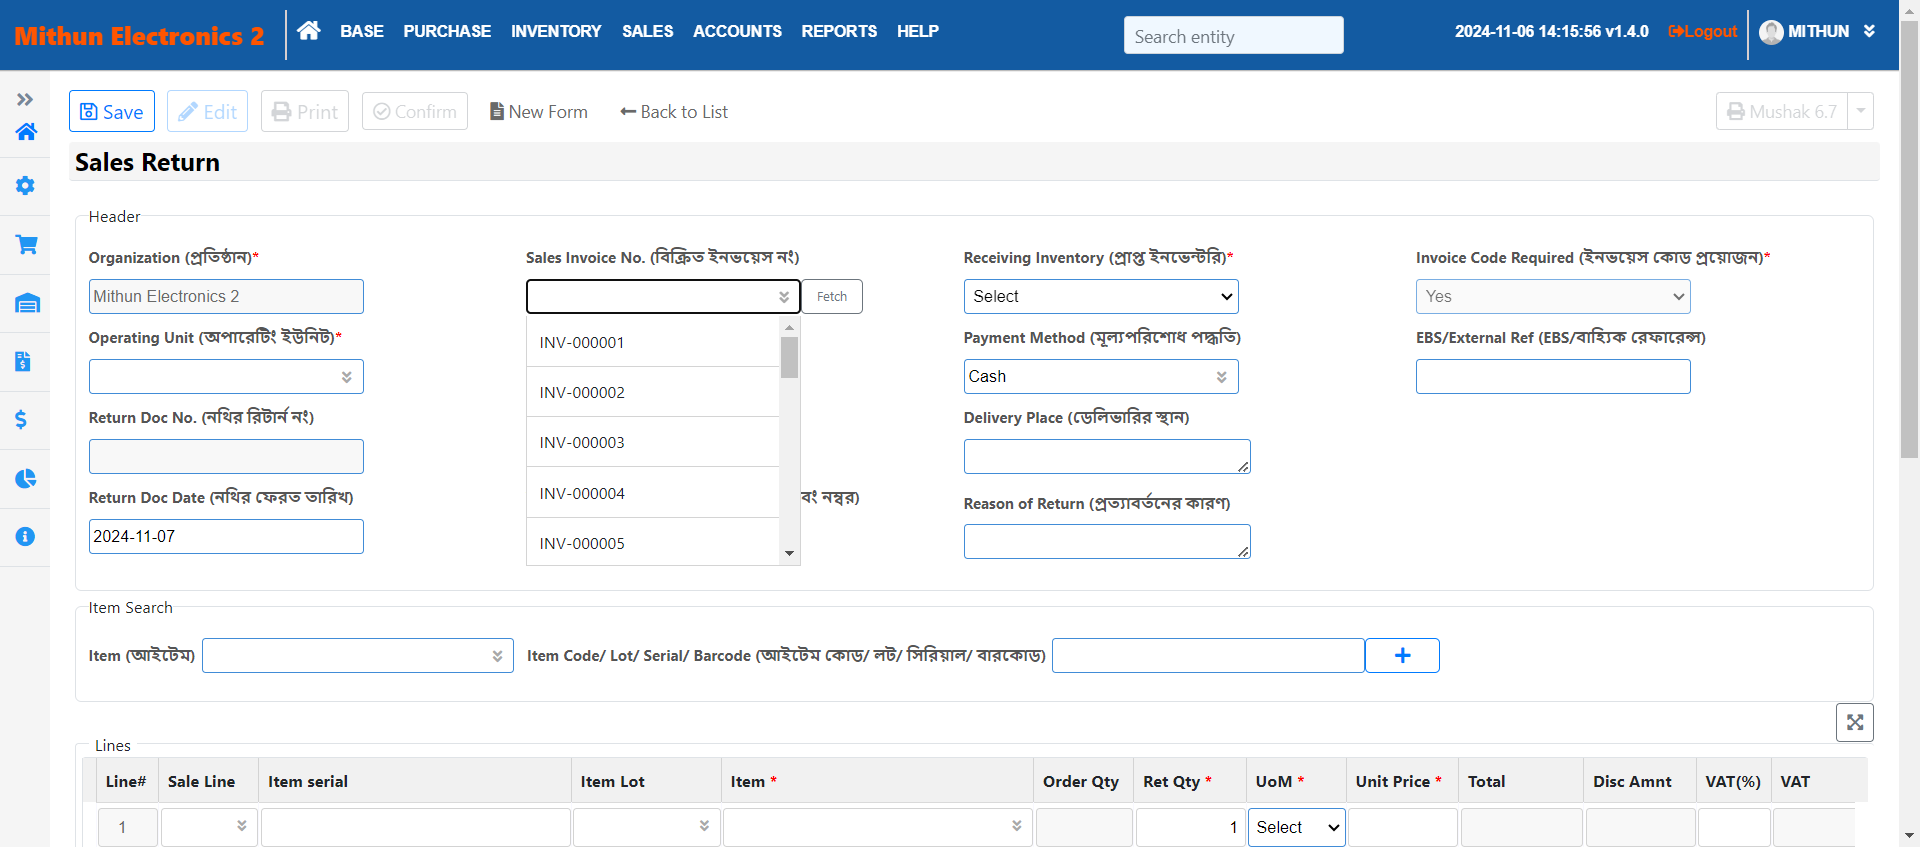 Mithun Electronics 2
BASE PURCHASE INVENTORY SALES ACCOUNTS REPORTS HELP
Search entity
2024-11-06 14:15:56 v1.4.0
Logout
MITHUN
Save
Edit
Print
Confirm
New Form
Back to List
Mushak 6.7
Sales Return
Header
Organization (প্রতিষ্ঠান)*
Mithun Electronics 2
Sales Invoice No. (বিক্রিত ইনভয়েস নং)
Fetch
Receiving Inventory (প্রাপ্ত ইনভেন্টরি)*
Select
Invoice Code Required (ইনভয়েস কোড প্রয়োজন)*
Yes
Operating Unit (অপারেটিং ইউনিট)*
INV-000001
INV-000002
INV-000003
INV-000004
INV-000005
Payment Method (মূল্যপরিশোধ পদ্ধতি)
Cash
EBS/External Ref (EBS/বাহ্যিক রেফারেন্স)
Return Doc No. (নথির রিটার্ন নং)
Delivery Place (ডেলিভারির স্থান)
Return Doc Date (নথির ফেরত তারিখ)
2024-11-07
বং নম্বর)
Reason of Return (প্রত্যাবর্তনের কারণ)
Item Search
Item (আইটেম)
Item Code/ Lot/ Serial/ Barcode (আইটেম কোড/ লট/ সিরিয়াল/ বারকোড)
Lines
Line# Sale Line Item serial Item Lot Item * Order Qty Ret Qty * UoM * Unit Price * Total Disc Amnt VAT(%) VAT
1 1 Select